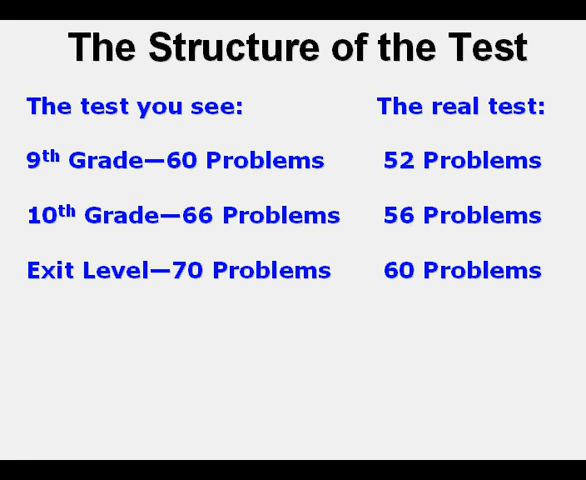 The Structure of the Test
The test you see: The real test:
9th Grade—60 Problems 52 Problems
10th Grade—66 Problems 56 Problems
Exit Level—70 Problems 60 Problems